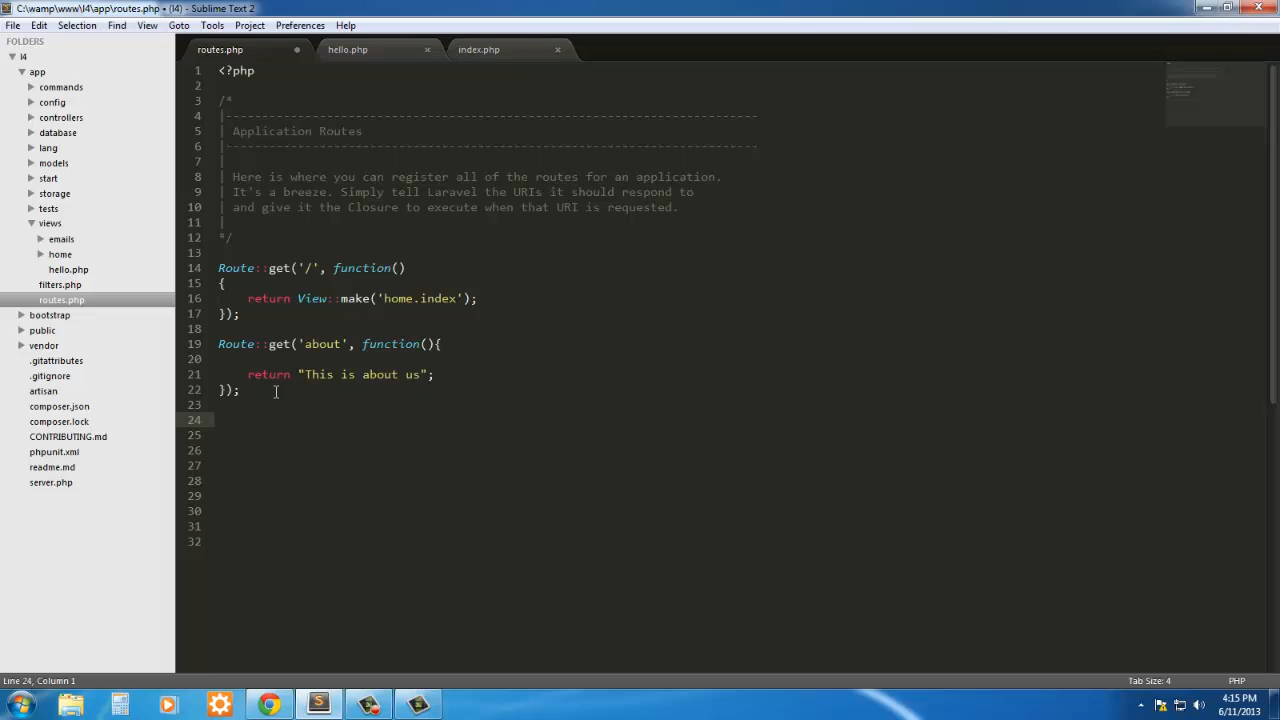 C:\wamp\www\l4\app\routes.php • (l4) - Sublime Text 2
File Edit Selection Find View Goto Tools Project Preferences Help
FOLDERS
l4
app
commands
config
controllers
database
lang
models
start
storage
tests
views
emails
home
hello.php
filters.php
routes.php
bootstrap
public
vendor
.gitattributes
.gitignore
artisan
composer.json
composer.lock
CONTRIBUTING.md
phpunit.xml
readme.md
server.php
routes.php hello.php index.php
1 <?php
2
3 /*
4 |--------------------------------------------------------------------------
5 | Application Routes
6 |--------------------------------------------------------------------------
7 |
8 | Here is where you can register all of the routes for an application.
9 | It's a breeze. Simply tell Laravel the URIs it should respond to
10 | and give it the Closure to execute when that URI is requested.
11 |
12 */
13
14 Route::get('/', function()
15 {
16 return View::make('home.index');
17 });
18
19 Route::get('about', function(){
20
21 return "This is about us";
22 });
23
24
25
26
27
28
29
30
31
32
Line 24, Column 1 Tab Size: 4 PHP
4:15 PM
6/11/2013